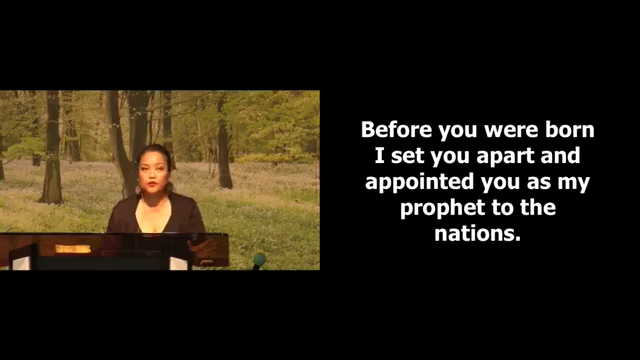 Before you were born
I set you apart and
appointed you as my
prophet to the
nations.